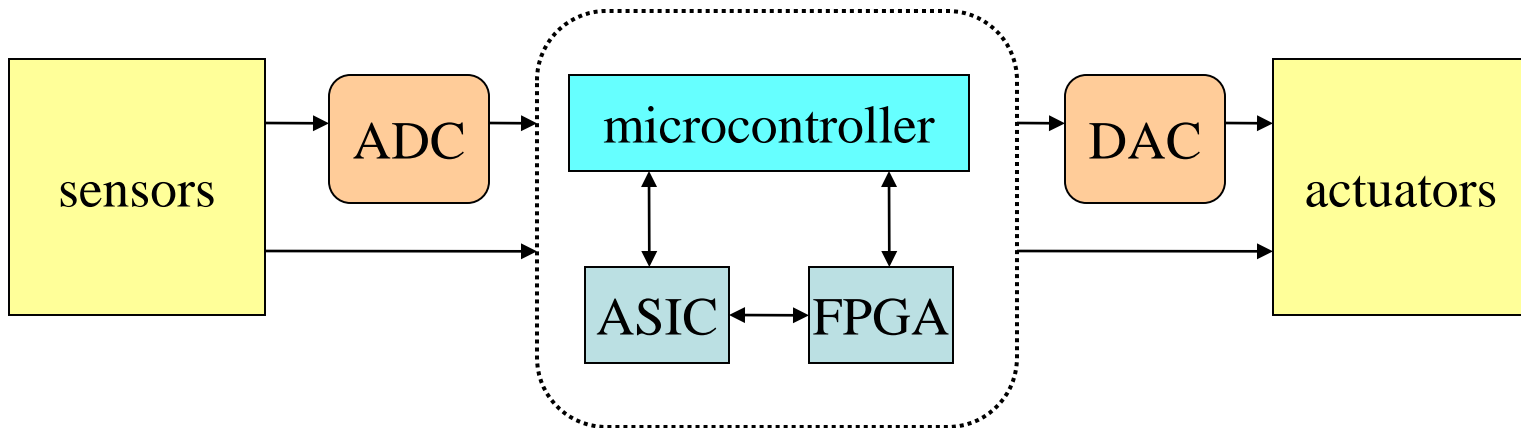 sensors
ADC
microcontroller
ASIC
FPGA
DAC
actuators